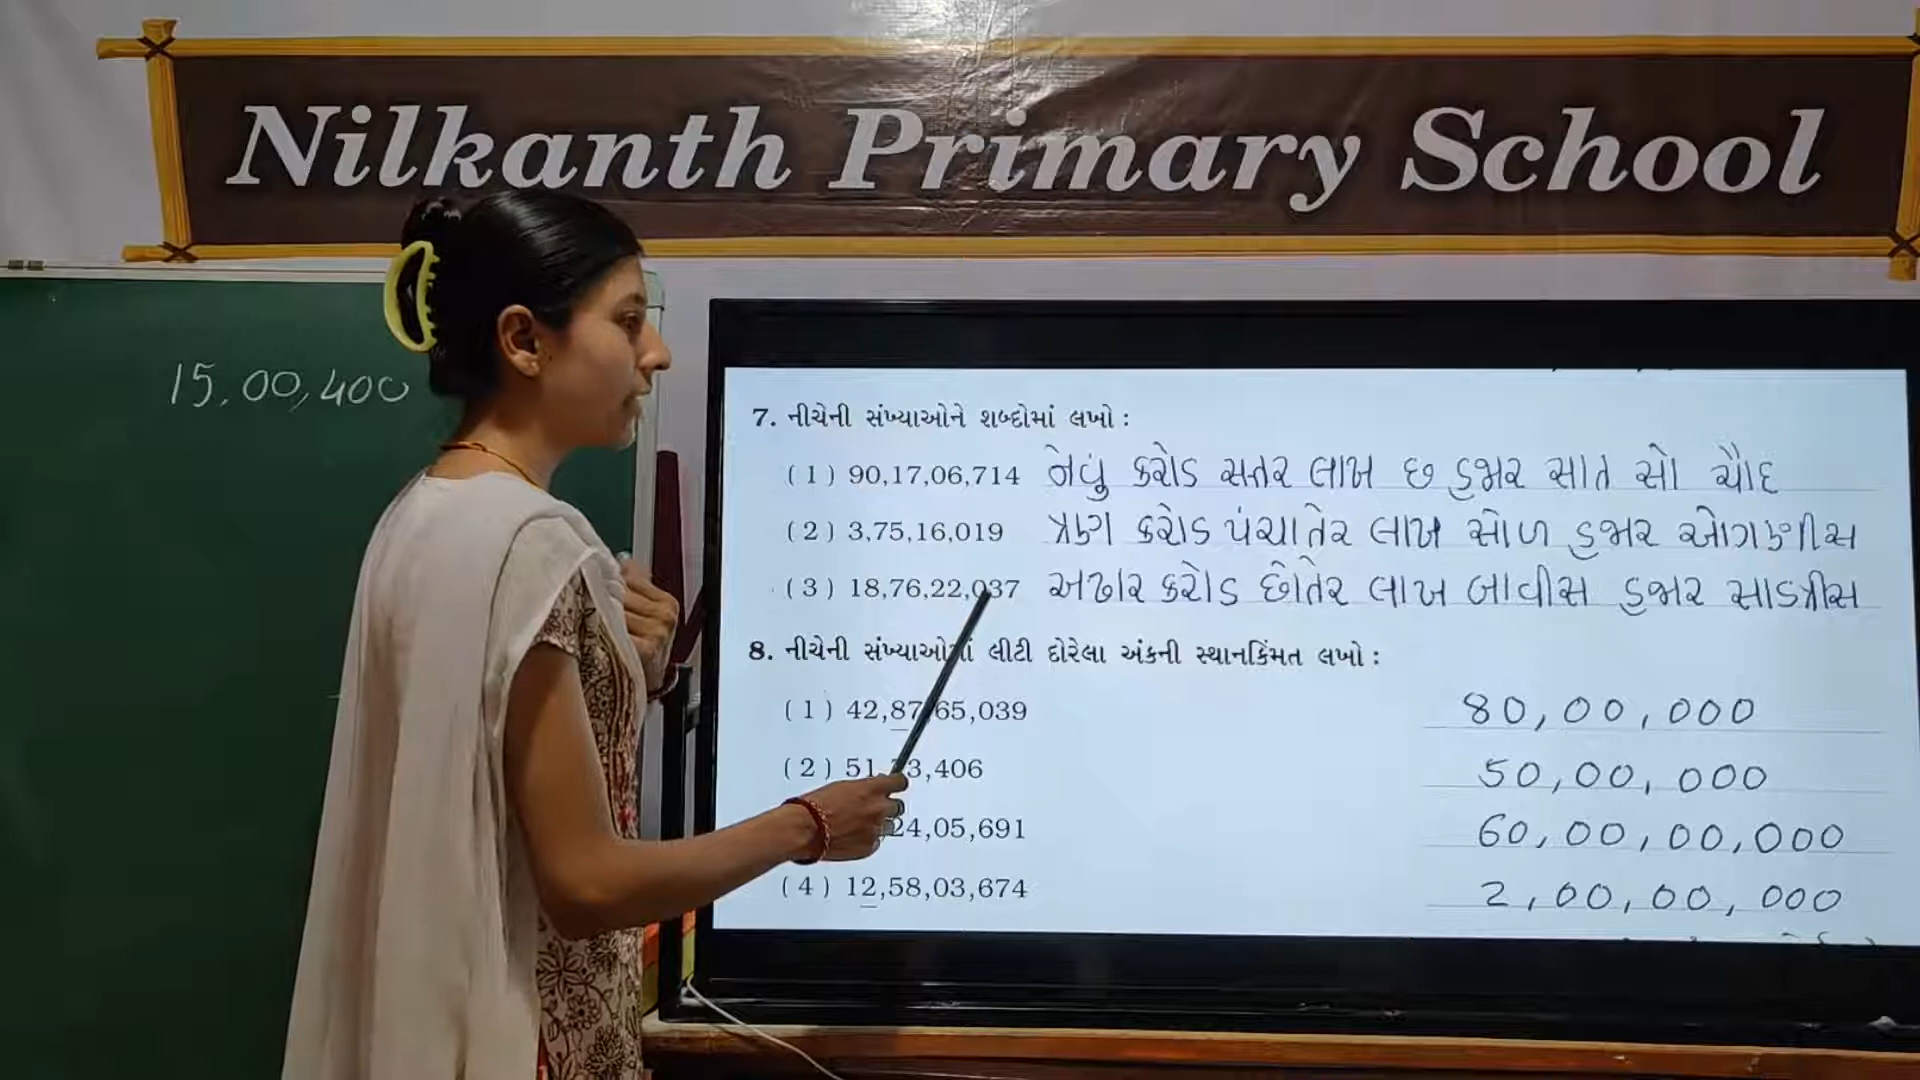 Nilkanth Primary School
15,00,400
7. નીચેની સંખ્યાઓને શબ્દોમાં લખો :
( 1 ) 90,17,06,714 નેવું કરોડ સતર લાખ છ હજાર સાત સો ચૌદ
( 2 ) 3,75,16,019 ત્રણ કરોડ પંચાતેર લાખ સોળ હજાર ઓગણીસ
( 3 ) 18,76,22,037 અઢાર કરોડ છોતેર લાખ બાવીસ હજાર સાડત્રીસ
8. નીચેની સંખ્યાઓમાં લીટી દોરેલા અંકની સ્થાનકિંમત લખો :
( 1 ) 42,87,65,039 80,00,000
( 2 ) 51, 3,406 50,00,000
24,05,691 60,00,00,000
( 4 ) 12,58,03,674 2,00,00,000